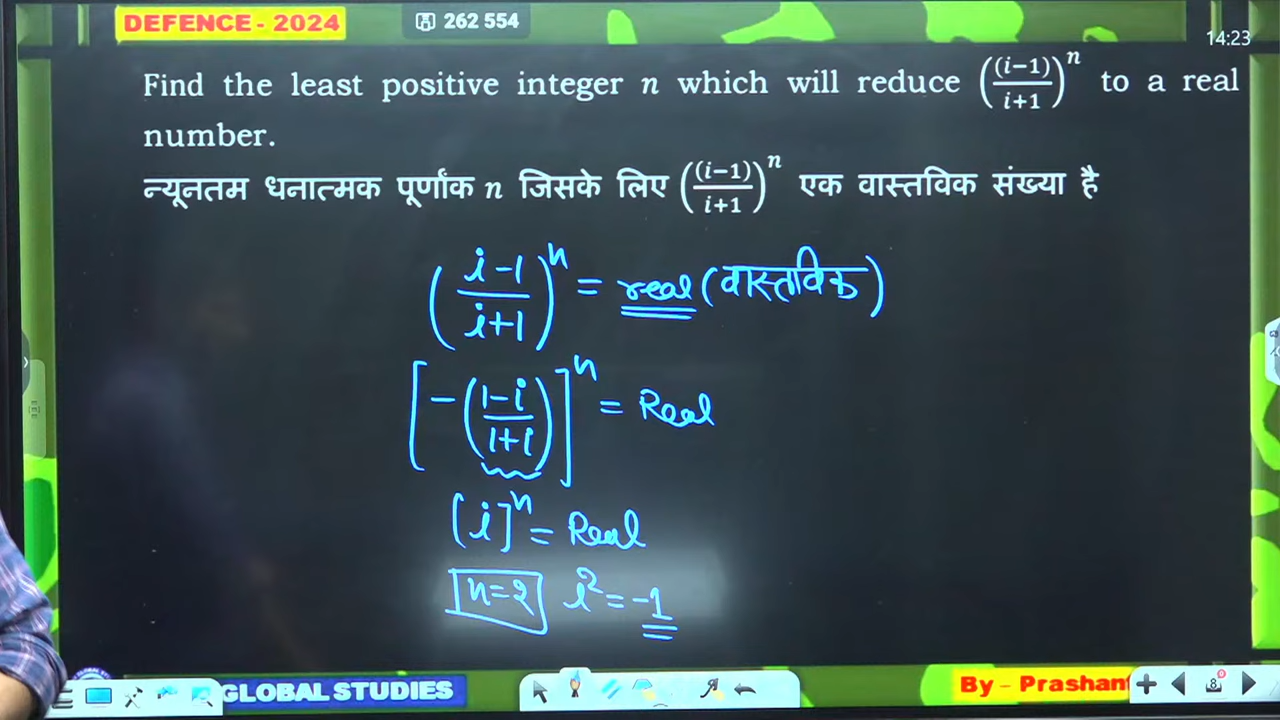 DEFENCE - 2024
262 554
14:23
Find the least positive integer n which will reduce (((i−1))/(i+1))^n to a real
number.
न्यूनतम धनात्मक पूर्णांक n जिसके लिए (((i−1))/(i+1))^n एक वास्तविक संख्या है
((i-1)/(i+1))^n = real (वास्तविक)
[-((1-i)/(1+i))]^n = Real
[i]^n = Real
n=2 i^2 = -1
GLOBAL STUDIES
By – Prashant
8